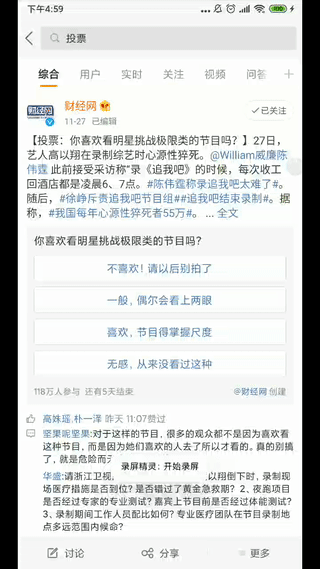 下午4:59
投票
综合
用户
实时
关注
视频
问答
财经网
11-27 已编辑
已关注
【投票：你喜欢看明星挑战极限类的节目吗？】27日，
艺人高以翔在录制综艺时心源性猝死。@William威廉陈
伟霆 此前接受采访称”录《追我吧》的时候，每次收工
回酒店都是凌晨6、7点。#陈伟霆称录追我吧太难了#。
随后，#徐峥斥责追我吧节目组##追我吧结束录制#。据
称，#我国每年心源性猝死者55万#。 ... 全文
你喜欢看明星挑战极限类的节目吗？
不喜欢！请以后别拍了
一般，偶尔会看上两眼
喜欢，节目得掌握尺度
无感，从来没看过这种
118万人参与 还有5天结束
@财经网 创建
高姝瑶,朴一泽 昨天 11:07赞过
坚果呢坚果:对于这样的节目，很多的观众都不是因为喜欢看
这种节目，而是因为她们喜欢的人去了所以才看的。真的别搞
了，就是危险而
录屏精灵：开始录屏
华盛:请浙江卫视，
以翔倒下时，录制现
场医疗措施是否到位？是否错过了黄金急救期？2、夜跑项目
是否经过专家的专业测试？嘉宾上节目前是否经过体能测试？
3、录制期间工作人员配比如何？专业医疗团队在节目录制地
点多远范围内候命？
讨论
分享
更多